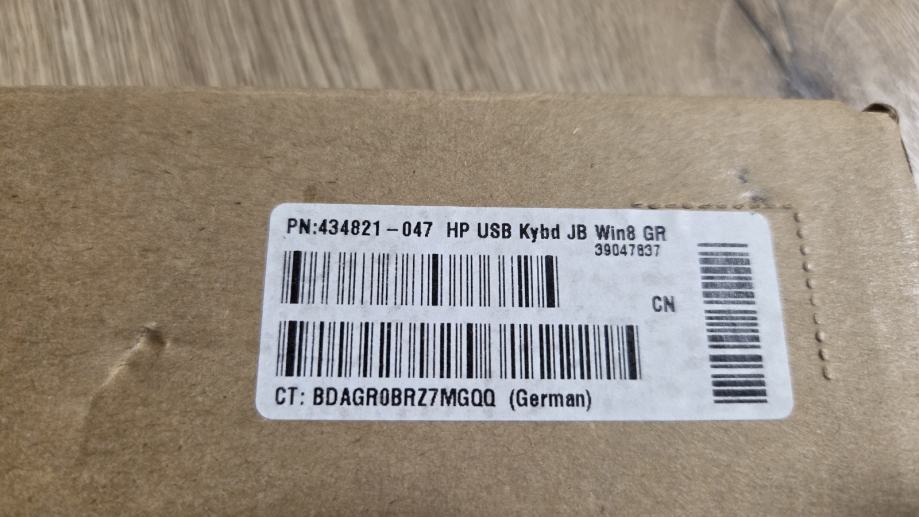 PN:434821-047 HP USB Kybd JB Win8 GR
39047837
CN
CT: BDAGR0BRZ7MGQQ (German)